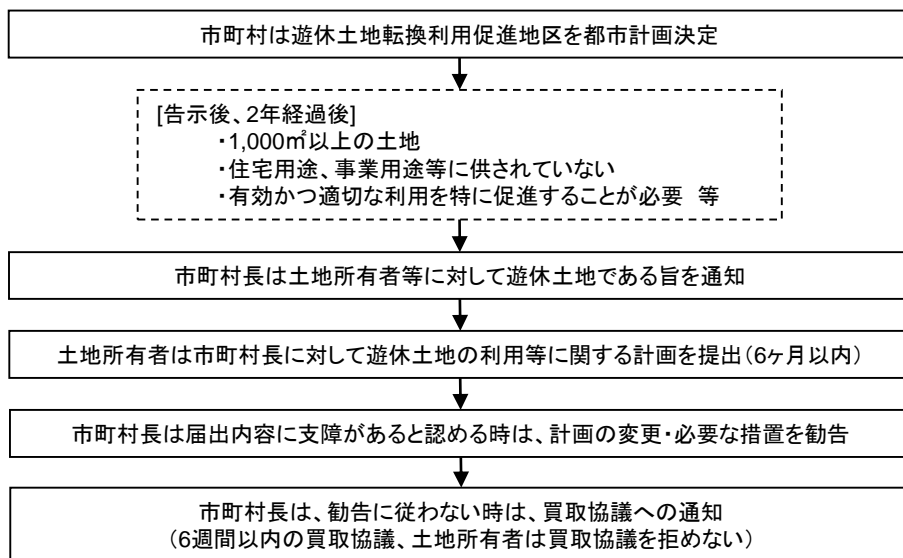 市町村は遊休土地転換利用促進地区を都市計画決定
[告示後、2年経過後]
・1,000㎡以上の土地
・住宅用途、事業用途等に供されていない
・有効かつ適切な利用を特に促進することが必要 等
市町村長は土地所有者等に対して遊休土地である旨を通知
土地所有者は市町村長に対して遊休土地の利用等に関する計画を提出(6ヶ月以内)
市町村長は届出内容に支障があると認める時は、計画の変更・必要な措置を勧告
市町村長は、勧告に従わない時は、買取協議への通知
(6週間以内の買取協議、土地所有者は買取協議を拒めない)